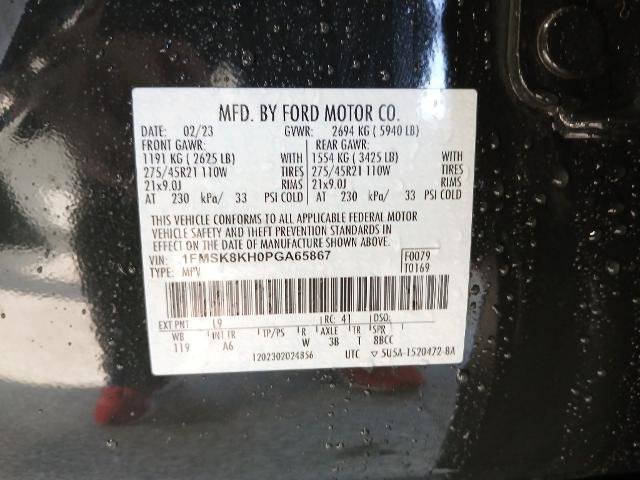 MFD. BY FORD MOTOR CO.
DATE: 02/23 GVWR: 2694 KG ( 5940 LB)
FRONT GAWR: REAR GAWR:
1191 KG ( 2625 LB) WITH 1554 KG ( 3425 LB) WITH
275/45R21 110W TIRES 275/45R21 110W TIRES
21x9.0J RIMS 21x9.0J RIMS
AT 230 kPa/ 33 PSI COLD AT 230 kPa/ 33 PSI COLD
THIS VEHICLE CONFORMS TO ALL APPLICABLE FEDERAL MOTOR
VEHICLE SAFETY AND THEFT PREVENTION STANDARDS IN
EFFECT ON THE DATE OF MANUFACTURE SHOWN ABOVE.
VIN: 1FMSK8KH0PGA65867 F0079
TYPE: MPV T0169
EXT PNT L9 RC: 41 DSO:
WB INT TR TP/PS R AXLE TR SPR
119 A6 W 3B T 8BCC
1202302024856 UTC ▽ 5U5A-1520472-BA